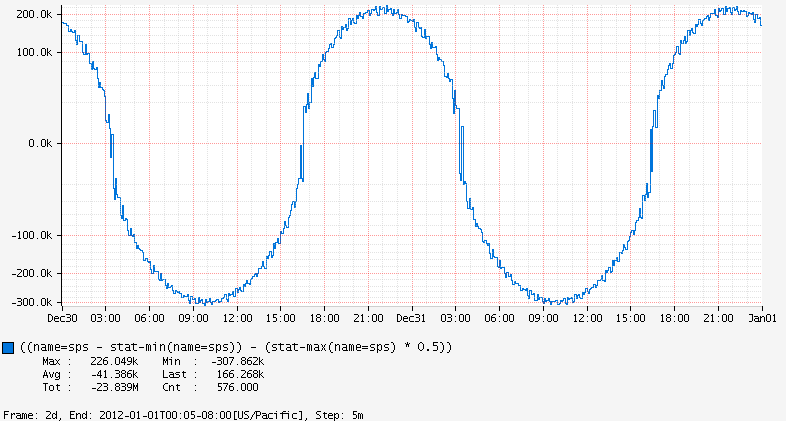 200.0k
100.0k
0.0k
-100.0k
-200.0k
-300.0k
Dec30 03:00 06:00 09:00 12:00 15:00 18:00 21:00 Dec31 03:00 06:00 09:00 12:00 15:00 18:00 21:00 Jan01
((name=sps - stat-min(name=sps)) - (stat-max(name=sps) * 0.5))
Max : 226.049k Min : -307.862k
Avg : -41.386k Last : 166.268k
Tot : -23.839M Cnt : 576.000
Frame: 2d, End: 2012-01-01T00:05-08:00[US/Pacific], Step: 5m